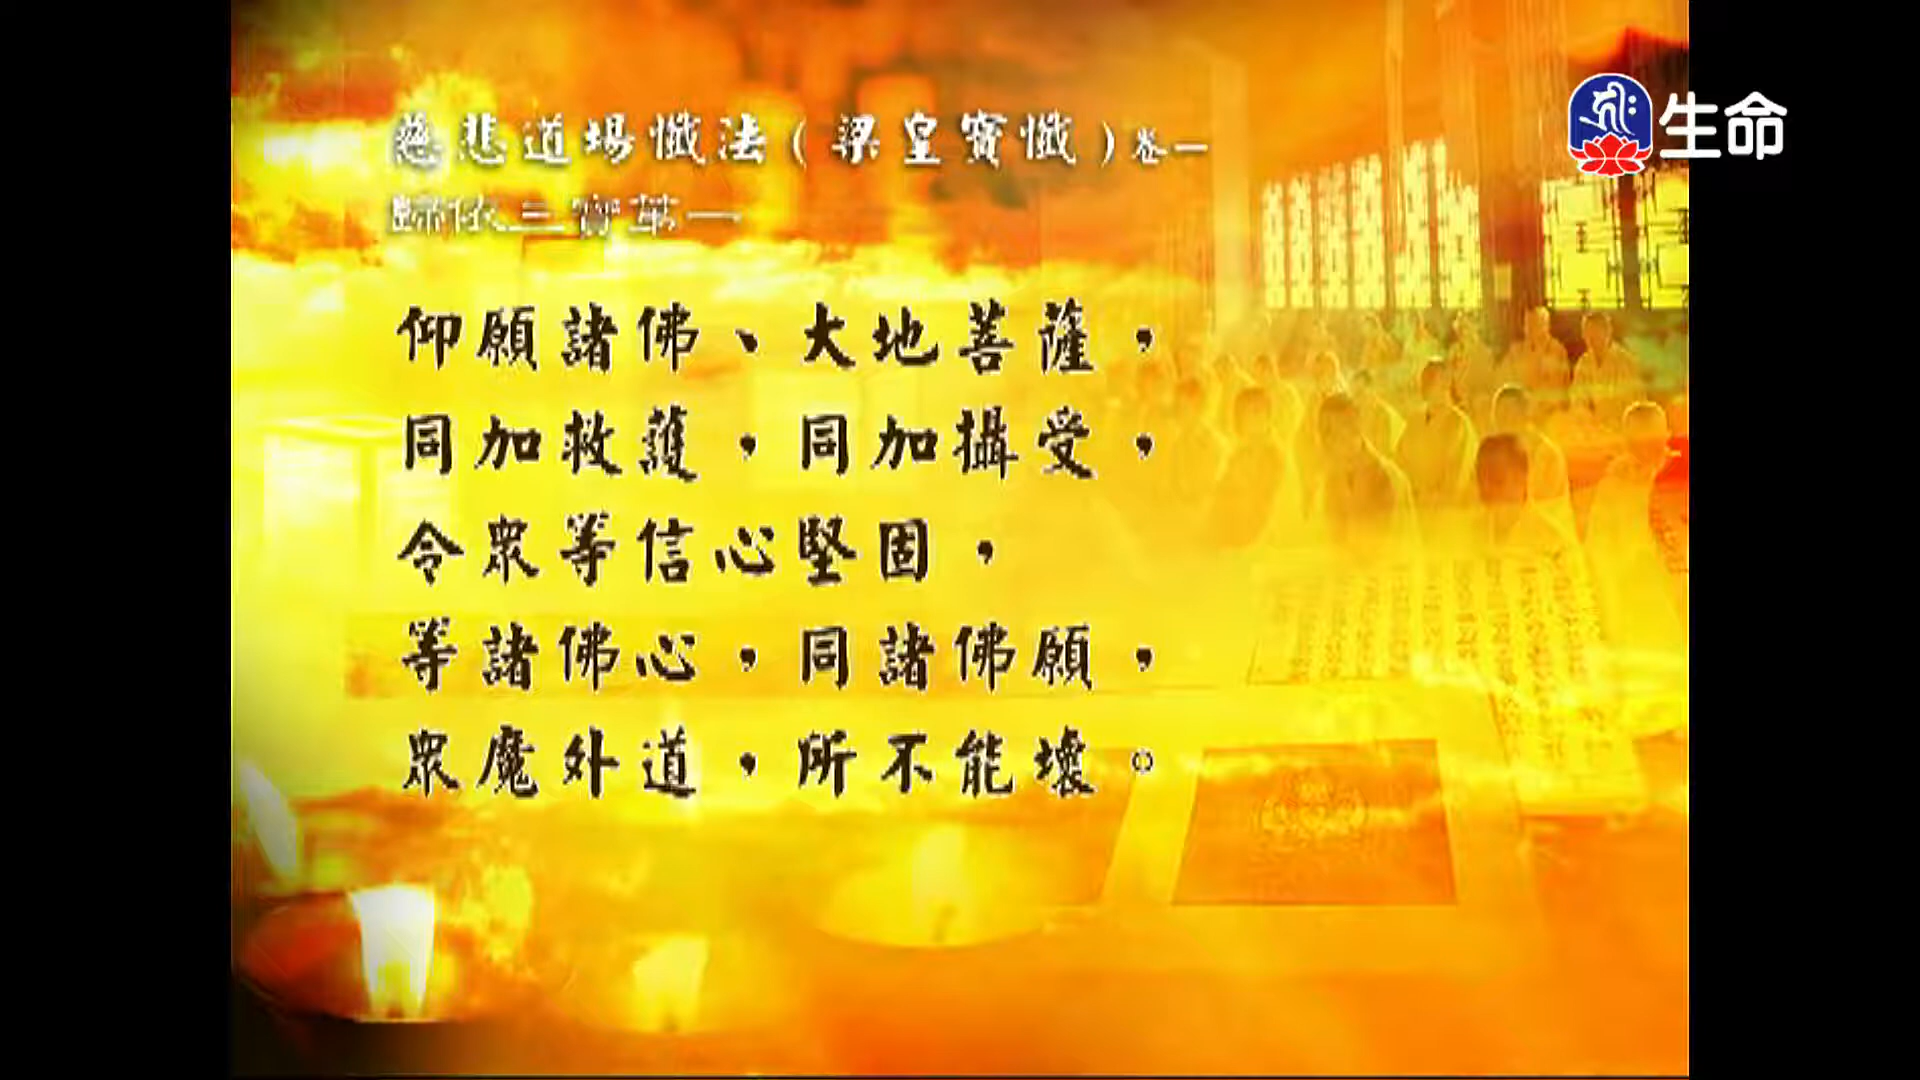 慈悲道場懺法(梁皇寶懺)卷一
生命
歸依三寶第一
仰願諸佛、大地菩薩,
同加救護,同加攝受,
令眾等信心堅固,
等諸佛心,同諸佛願,
眾魔外道,所不能壞。